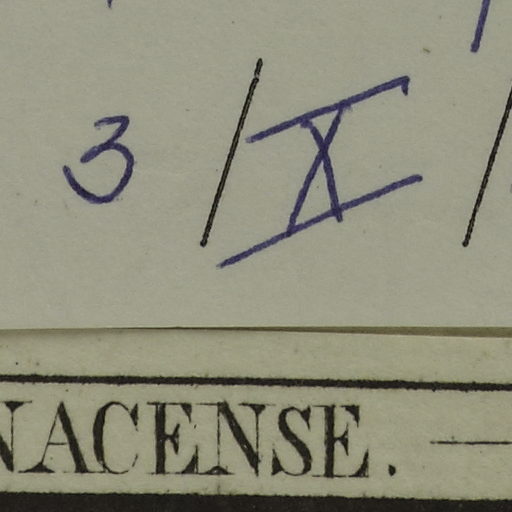 3 / X /
NACENSE. —